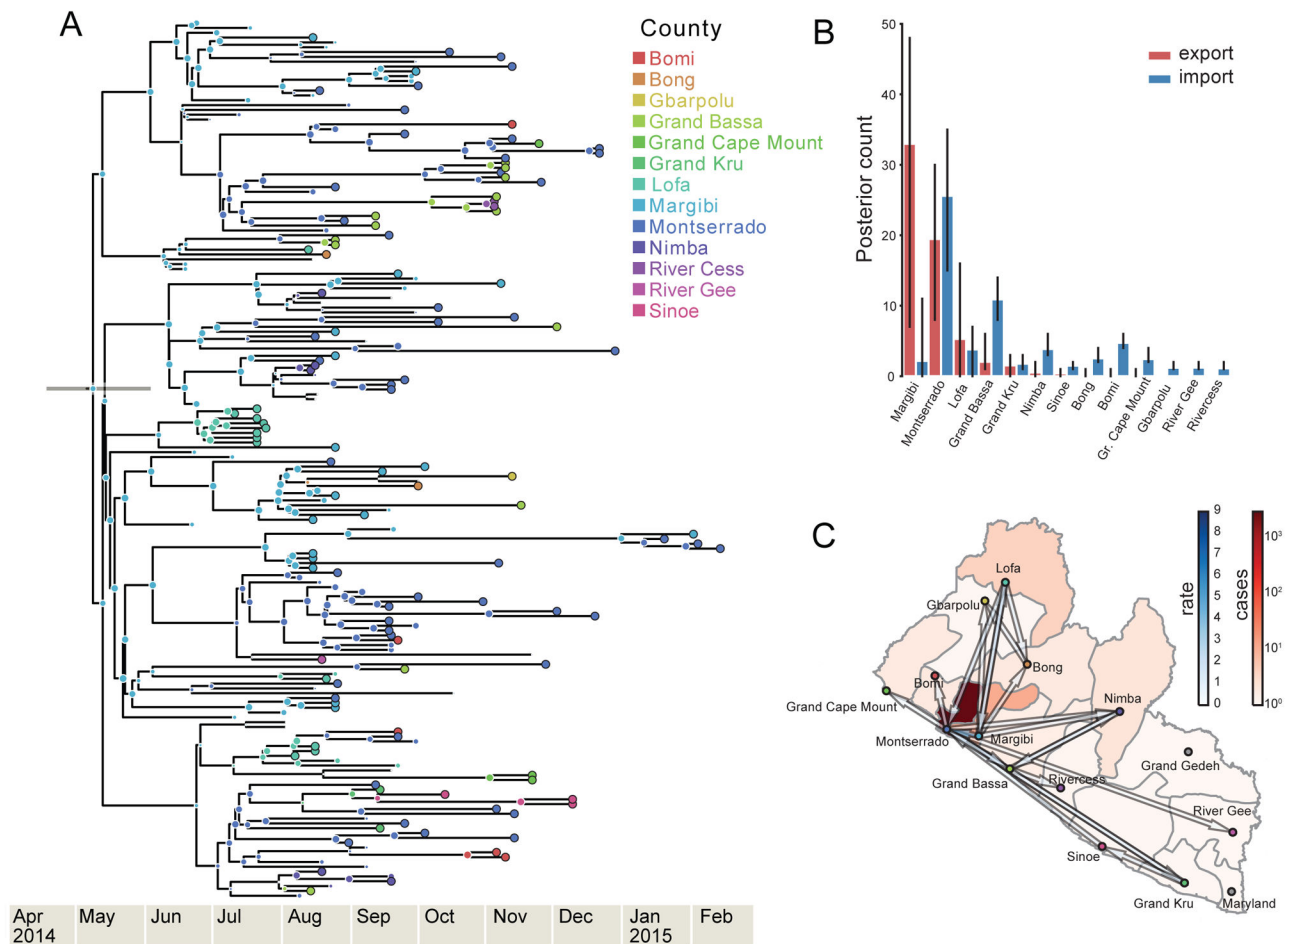 A
County
Bomi
Bong
Gbarpolu
Grand Bassa
Grand Cape Mount
Grand Kru
Lofa
Margibi
Montserrado
Nimba
River Cess
River Gee
Sinoe
Apr
2014
May
Jun
Jul
Aug
Sep
Oct
Nov
Dec
Jan
2015
Feb
B
export
import
Posterior count
50
40
30
20
10
0
Margibi
Montserrado
Lofa
Grand Bassa
Grand Kru
Nimba
Sinoe
Bong
Bomi
Gr. Cape Mount
Gbarpolu
River Gee
Rivercess
C
rate
9
8
7
6
5
4
3
2
1
0
cases
10³
10²
10¹
10⁰
Lofa
Gbarpolu
Bong
Bomi
Nimba
Grand Cape Mount
Montserrado
Margibi
Grand Gedeh
Grand Bassa
Rivercess
River Gee
Sinoe
Grand Kru
Maryland